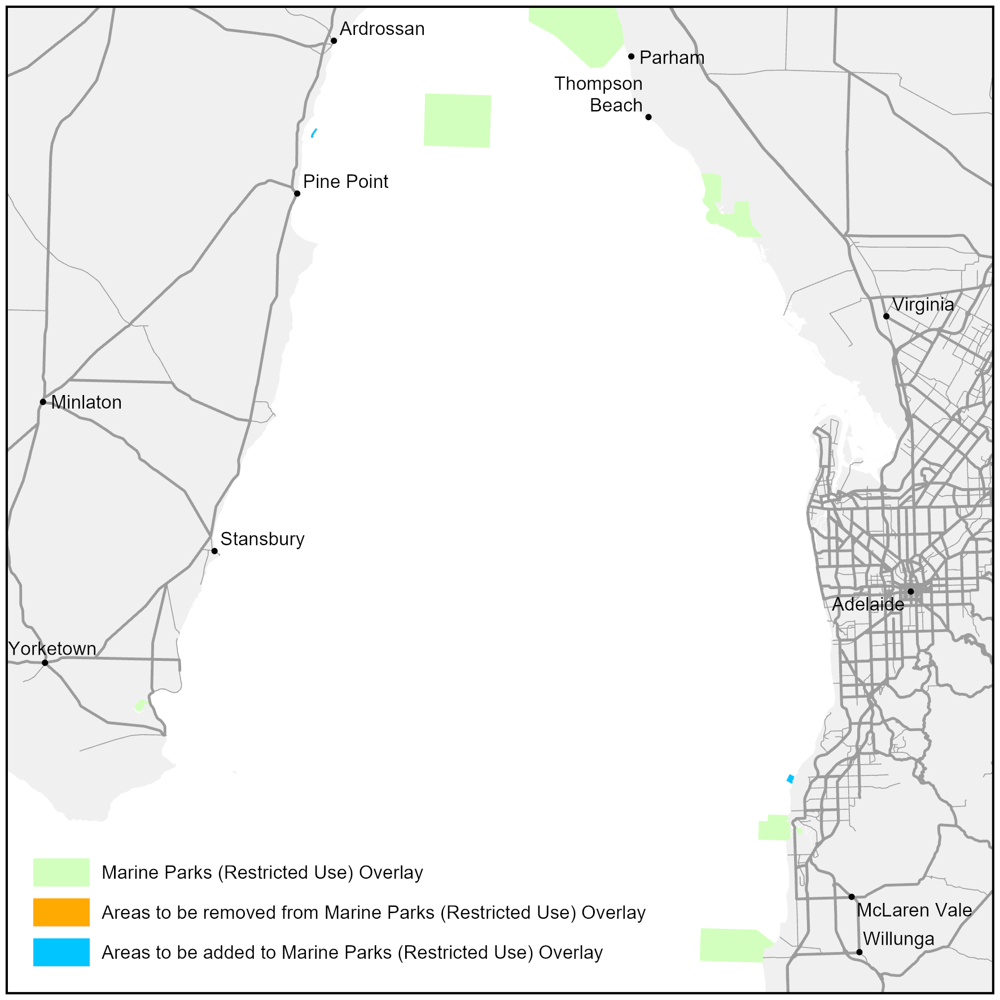 Ardrossan
Parham
Thompson
Beach
Pine Point
Virginia
Minlaton
Stansbury
Adelaide
Yorketown
Marine Parks (Restricted Use) Overlay
Areas to be removed from Marine Parks (Restricted Use) Overlay
McLaren Vale
Willunga
Areas to be added to Marine Parks (Restricted Use) Overlay